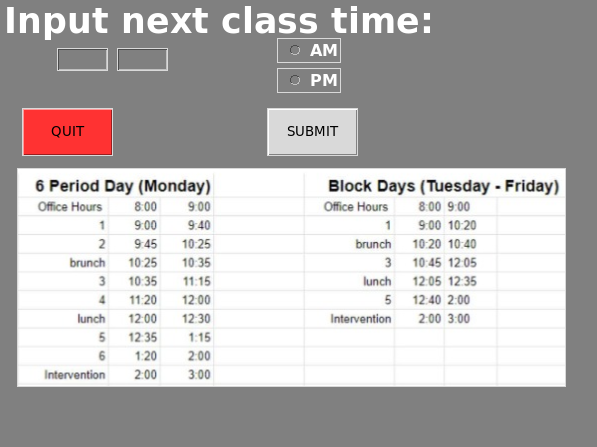 Input next class time:
AM
PM
QUIT SUBMIT
6 Period Day (Monday) Block Days (Tuesday - Friday)
Office Hours 8:00 9:00 Office Hours 8:00 9:00
1 9:00 9:40 1 9:00 10:20
2 9:45 10:25 brunch 10:20 10:40
brunch 10:25 10:35 3 10:45 12:05
3 10:35 11:15 lunch 12:05 12:35
4 11:20 12:00 5 12:40 2:00
lunch 12:00 12:30 Intervention 2:00 3:00
5 12:35 1:15
6 1:20 2:00
Intervention 2:00 3:00